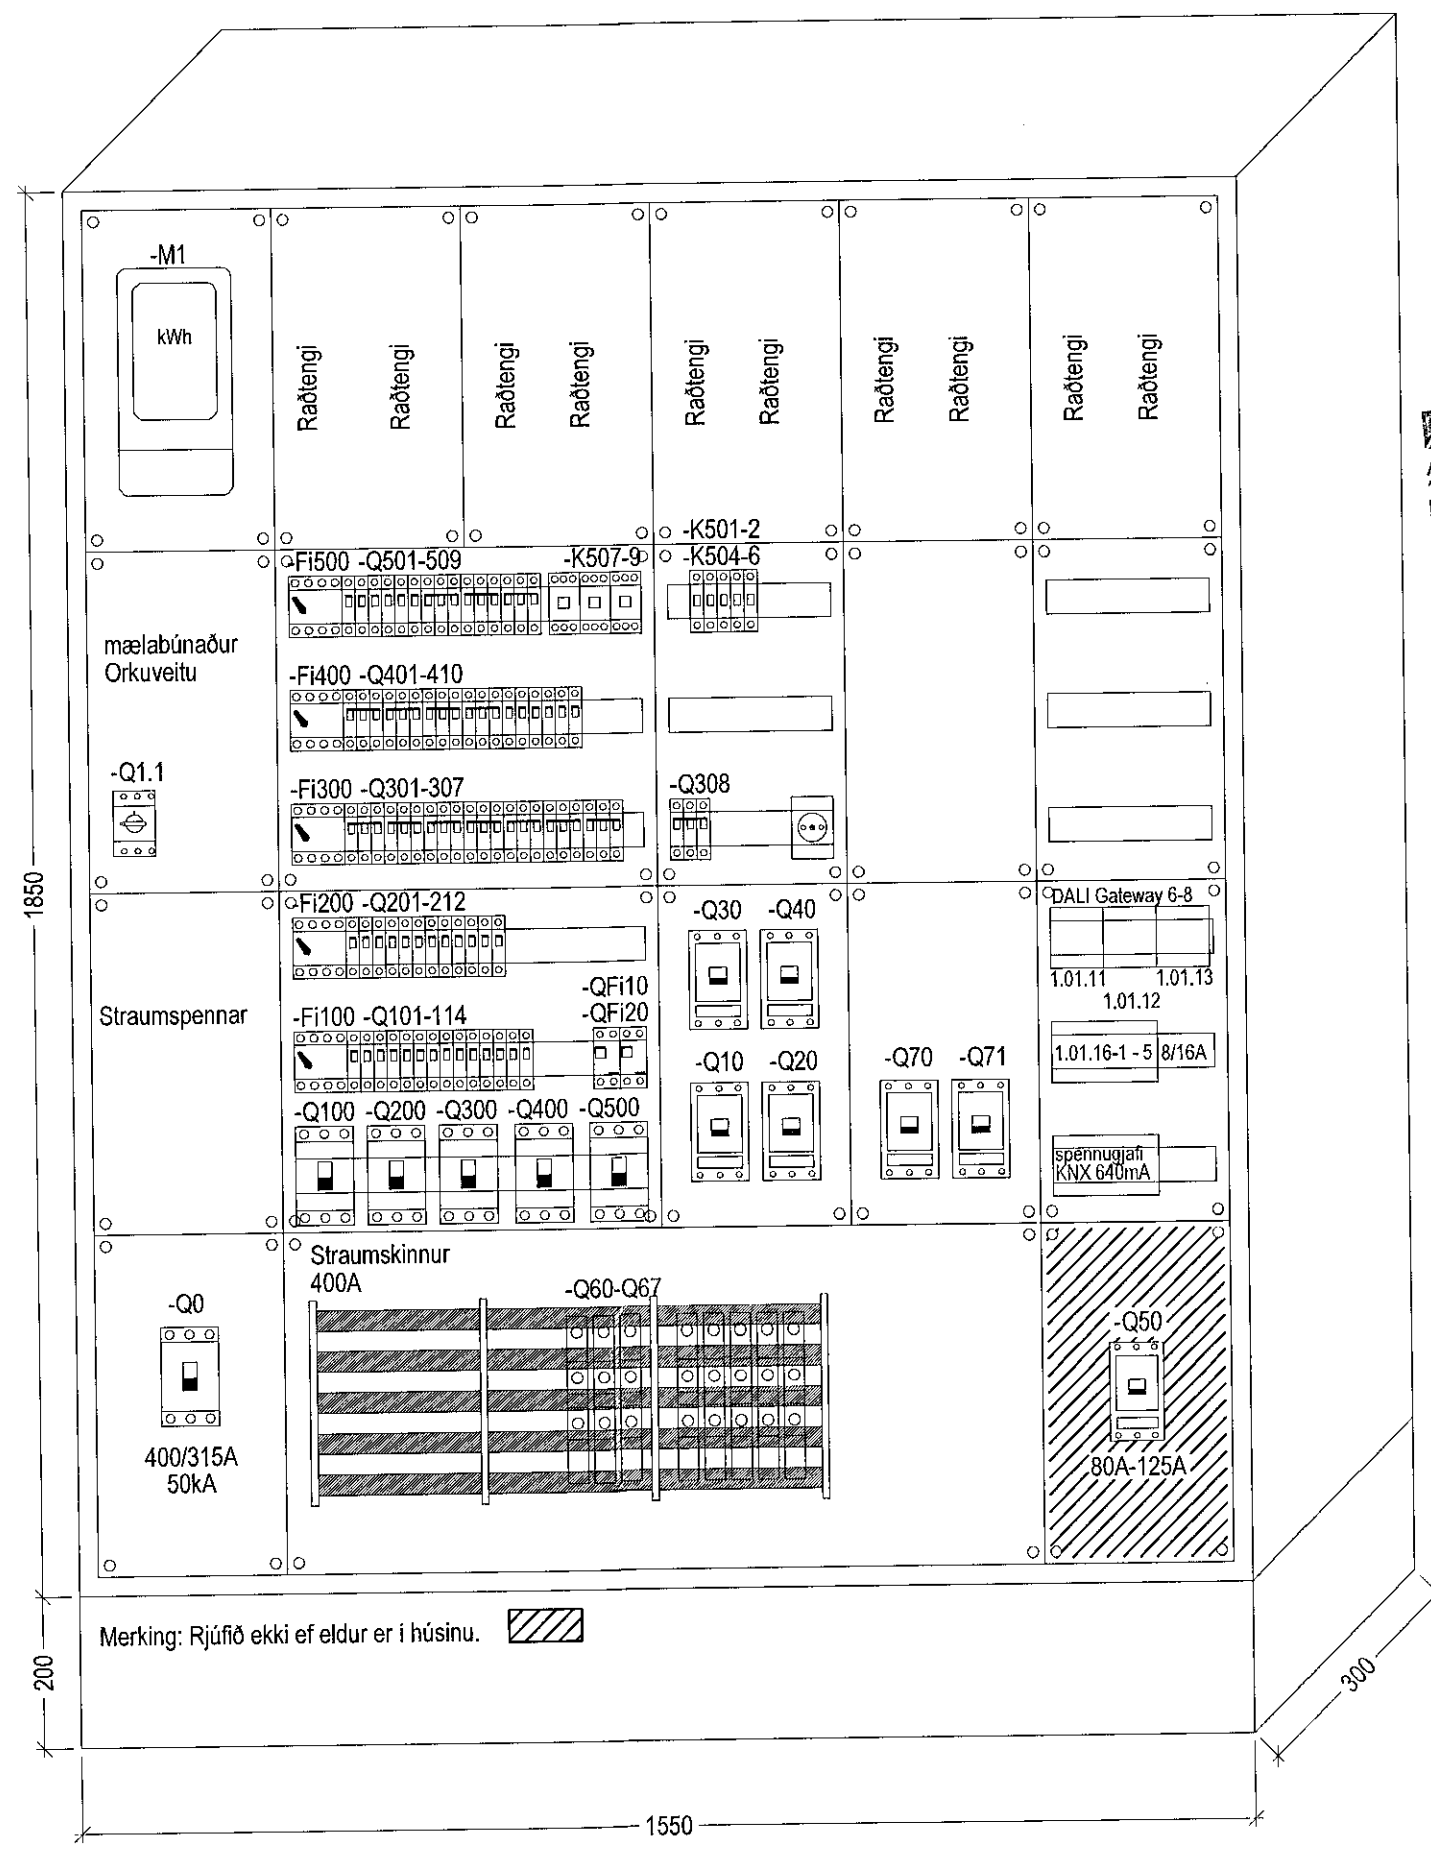 -M1
kWh
Raðtengi
Raðtengi
Raðtengi
Raðtengi
Raðtengi
Raðtengi
Raðtengi
Raðtengi
Raðtengi
Raðtengi
-K501-2
-Fi500 -Q501-509
-K507-9
-K504-6
mælabúnaður
Orkuveitu
-Fi400 -Q401-410
-Q1.1
-Fi300 -Q301-307
-Q308
-Fi200 -Q201-212
-Q30
-Q40
DALI Gateway 6-8
1.01.11
1.01.13
1.01.12
Straumspennar
-QFi10
-QFi20
-Fi100 -Q101-114
1.01.16-1 - 5
8/16A
-Q10
-Q20
-Q70
-Q71
-Q100
-Q200
-Q300
-Q400
-Q500
spennugjafi
KNX 640mA
Straumskinnur
400A
-Q60-Q67
-Q0
400/315A
50kA
-Q50
80A-125A
Merking: Rjúfið ekki ef eldur er í húsinu.
1850
200
300
1550